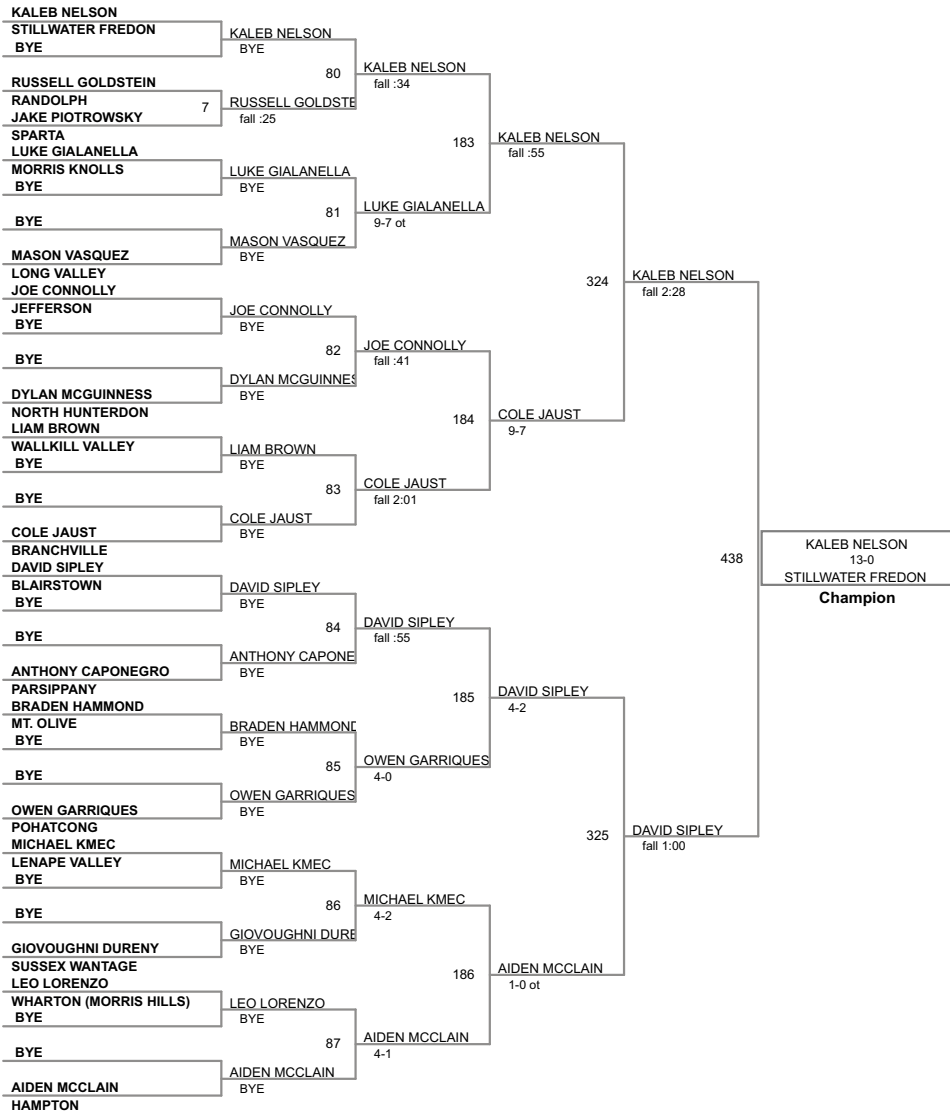 KALEB NELSON
STILLWATER FREDON
BYE
RUSSELL GOLDSTEIN
RANDOLPH
7
JAKE PIOTROWSKY
SPARTA
LUKE GIALANELLA
MORRIS KNOLLS
BYE
BYE
MASON VASQUEZ
LONG VALLEY
JOE CONNOLLY
JEFFERSON
BYE
BYE
DYLAN MCGUINNESS
NORTH HUNTERDON
LIAM BROWN
WALLKILL VALLEY
BYE
BYE
COLE JAUST
BRANCHVILLE
DAVID SIPLEY
BLAIRSTOWN
BYE
BYE
ANTHONY CAPONEGRO
PARSIPPANY
BRADEN HAMMOND
MT. OLIVE
BYE
BYE
OWEN GARRIQUES
POHATCONG
MICHAEL KMEC
LENAPE VALLEY
BYE
BYE
GIOVOUGHNI DURENY
SUSSEX WANTAGE
LEO LORENZO
WHARTON (MORRIS HILLS)
BYE
BYE
AIDEN MCCLAIN
HAMPTON
KALEB NELSON
BYE
80
RUSSELL GOLDSTE
fall :25
LUKE GIALANELLA
BYE
81
MASON VASQUEZ
BYE
JOE CONNOLLY
BYE
82
DYLAN MCGUINNES
BYE
LIAM BROWN
BYE
83
COLE JAUST
BYE
DAVID SIPLEY
BYE
84
ANTHONY CAPONE
BYE
BRADEN HAMMOND
BYE
85
OWEN GARRIQUES
BYE
MICHAEL KMEC
BYE
86
GIOVOUGHNI DURE
BYE
LEO LORENZO
BYE
87
AIDEN MCCLAIN
BYE
KALEB NELSON
fall :34
183
LUKE GIALANELLA
9-7 ot
JOE CONNOLLY
fall :41
184
COLE JAUST
fall 2:01
DAVID SIPLEY
fall :55
185
OWEN GARRIQUES
4-0
MICHAEL KMEC
4-2
186
AIDEN MCCLAIN
4-1
KALEB NELSON
fall :55
324
COLE JAUST
9-7
DAVID SIPLEY
4-2
325
AIDEN MCCLAIN
1-0 ot
KALEB NELSON
fall 2:28
438
DAVID SIPLEY
fall 1:00
KALEB NELSON
13-0
STILLWATER FREDON
Champion